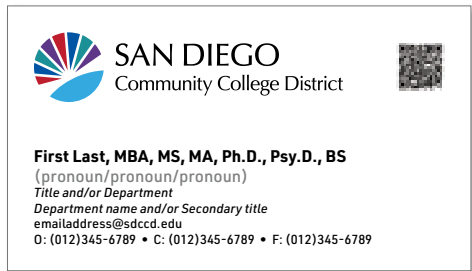 SAN DIEGO
Community College District
First Last, MBA, MS, MA, Ph.D., Psy.D., BS
(pronoun/pronoun/pronoun)
Title and/or Department
Department name and/or Secondary title
emailaddress@sdccd.edu
O: (012)345-6789 • C: (012)345-6789 • F: (012)345-6789